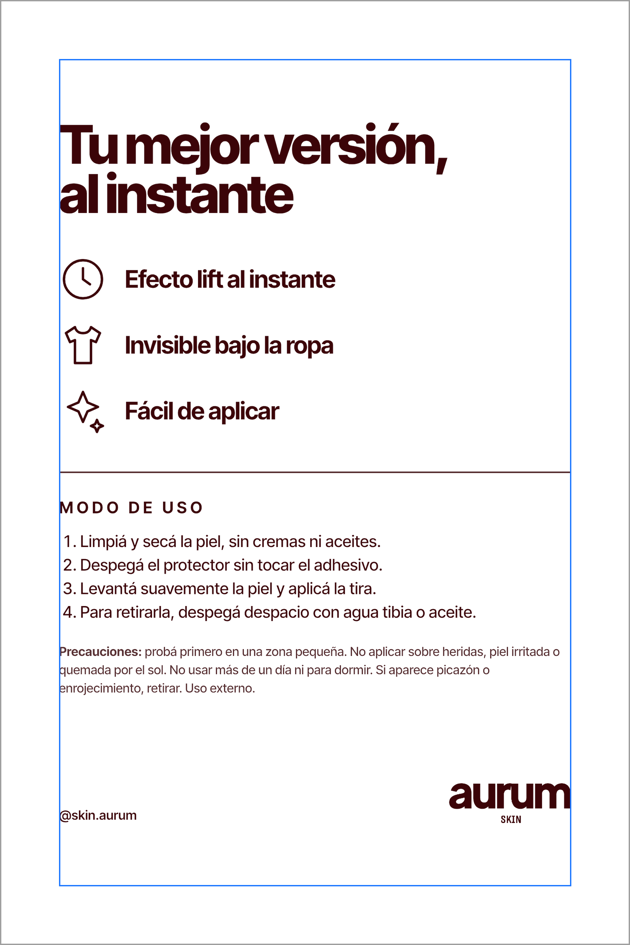 Tu mejor versión,
al instante
Efecto lift al instante
Invisible bajo la ropa
Fácil de aplicar
MODO DE USO
1. Limpiá y secá la piel, sin cremas ni aceites.
2. Despegá el protector sin tocar el adhesivo.
3. Levantá suavemente la piel y aplicá la tira.
4. Para retirarla, despegá despacio con agua tibia o aceite.
Precauciones: probá primero en una zona pequeña. No aplicar sobre heridas, piel irritada o
quemada por el sol. No usar más de un día ni para dormir. Si aparece picazón o
enrojecimiento, retirar. Uso externo.
aurum
SKIN
@skin.aurum